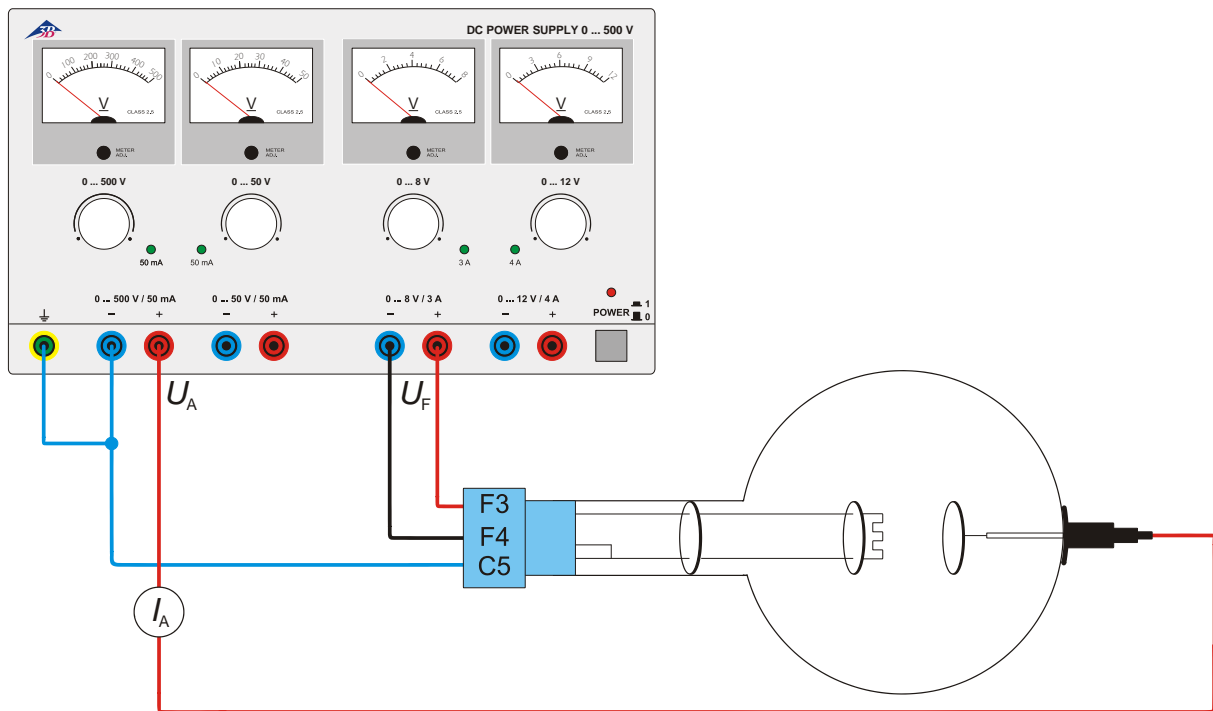 3B
DC POWER SUPPLY 0 ... 500 V
0 100 200 300 400 500
V
CLASS 2,5
METER
ADJ.
0 10 20 30 40 50
V
CLASS 2,5
METER
ADJ.
0 2 4 6 8
V
CLASS 2,5
METER
ADJ.
0 3 6 9 12
V
CLASS 2,5
METER
ADJ.
0 ... 500 V
0 ... 50 V
0 ... 8 V
0 ... 12 V
50 mA
50 mA
3 A
4 A
0 ... 500 V / 50 mA
0 ... 50 V / 50 mA
0 ... 8 V / 3 A
0 ... 12 V / 4 A
− +
− +
− +
− +
POWER
1
0
UA
UF
F3
F4
C5
IA